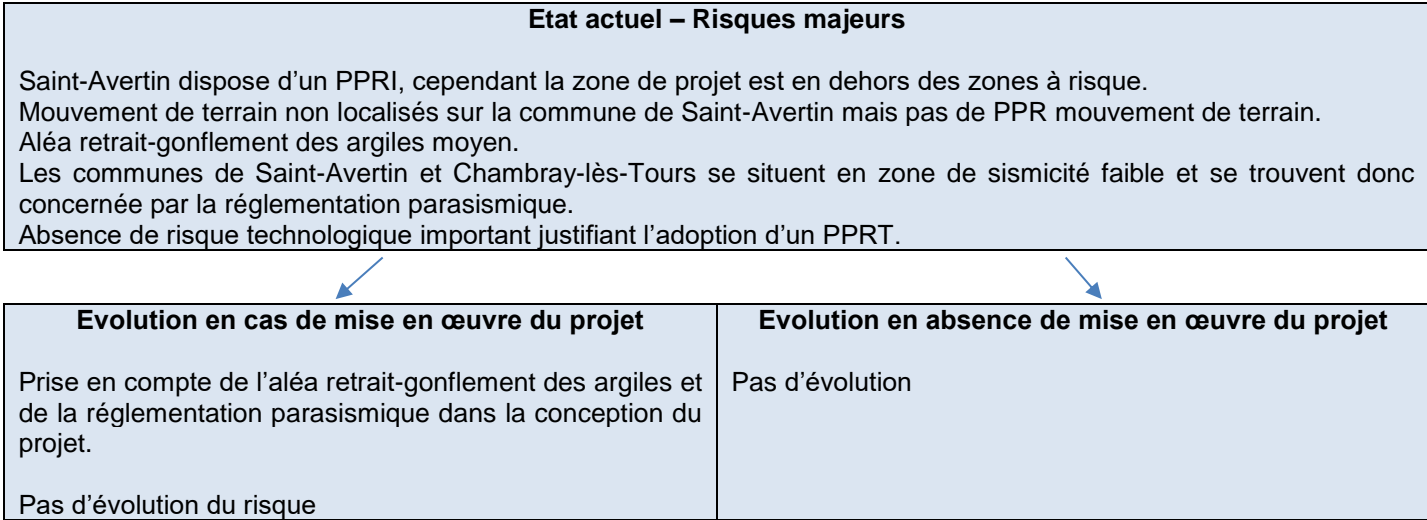 Etat actuel – Risques majeurs
Saint-Avertin dispose d’un PPRI, cependant la zone de projet est en dehors des zones à risque.
Mouvement de terrain non localisés sur la commune de Saint-Avertin mais pas de PPR mouvement de terrain.
Aléa retrait-gonflement des argiles moyen.
Les communes de Saint-Avertin et Chambray-lès-Tours se situent en zone de sismicité faible et se trouvent donc
concernée par la réglementation parasismique.
Absence de risque technologique important justifiant l’adoption d’un PPRT.
Evolution en cas de mise en œuvre du projet
Prise en compte de l’aléa retrait-gonflement des argiles et
de la réglementation parasismique dans la conception du
projet.
Pas d’évolution du risque
Evolution en absence de mise en œuvre du projet
Pas d’évolution